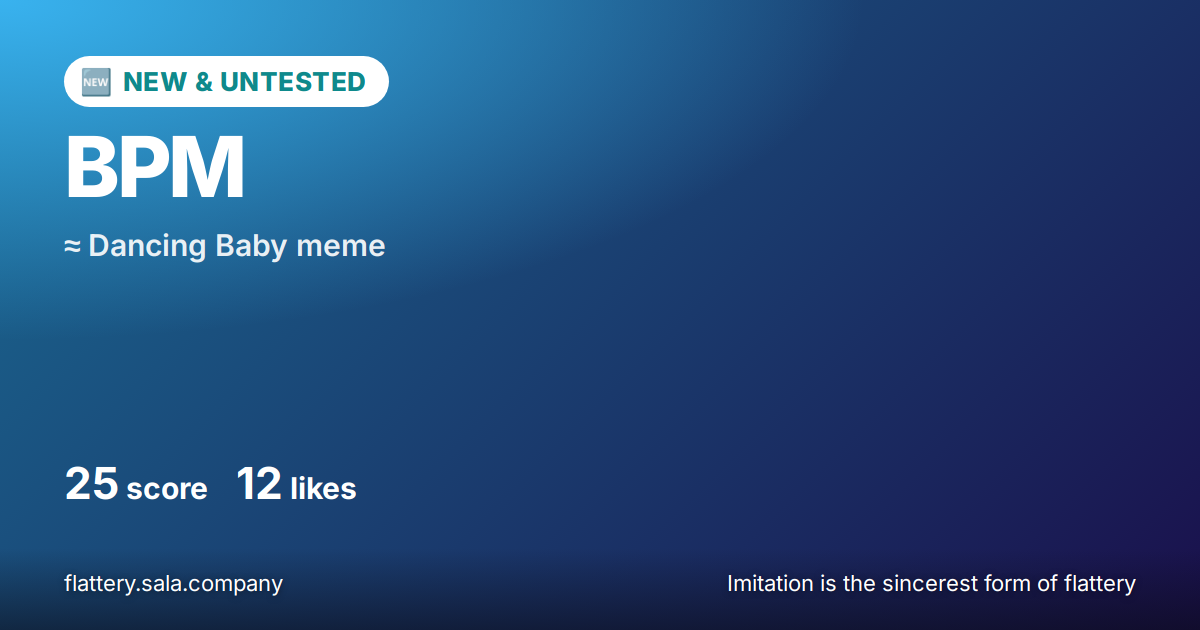 🆕 NEW & UNTESTED
BPM
≈ Dancing Baby meme
25 score 12 likes
flattery.sala.company
Imitation is the sincerest form of flattery